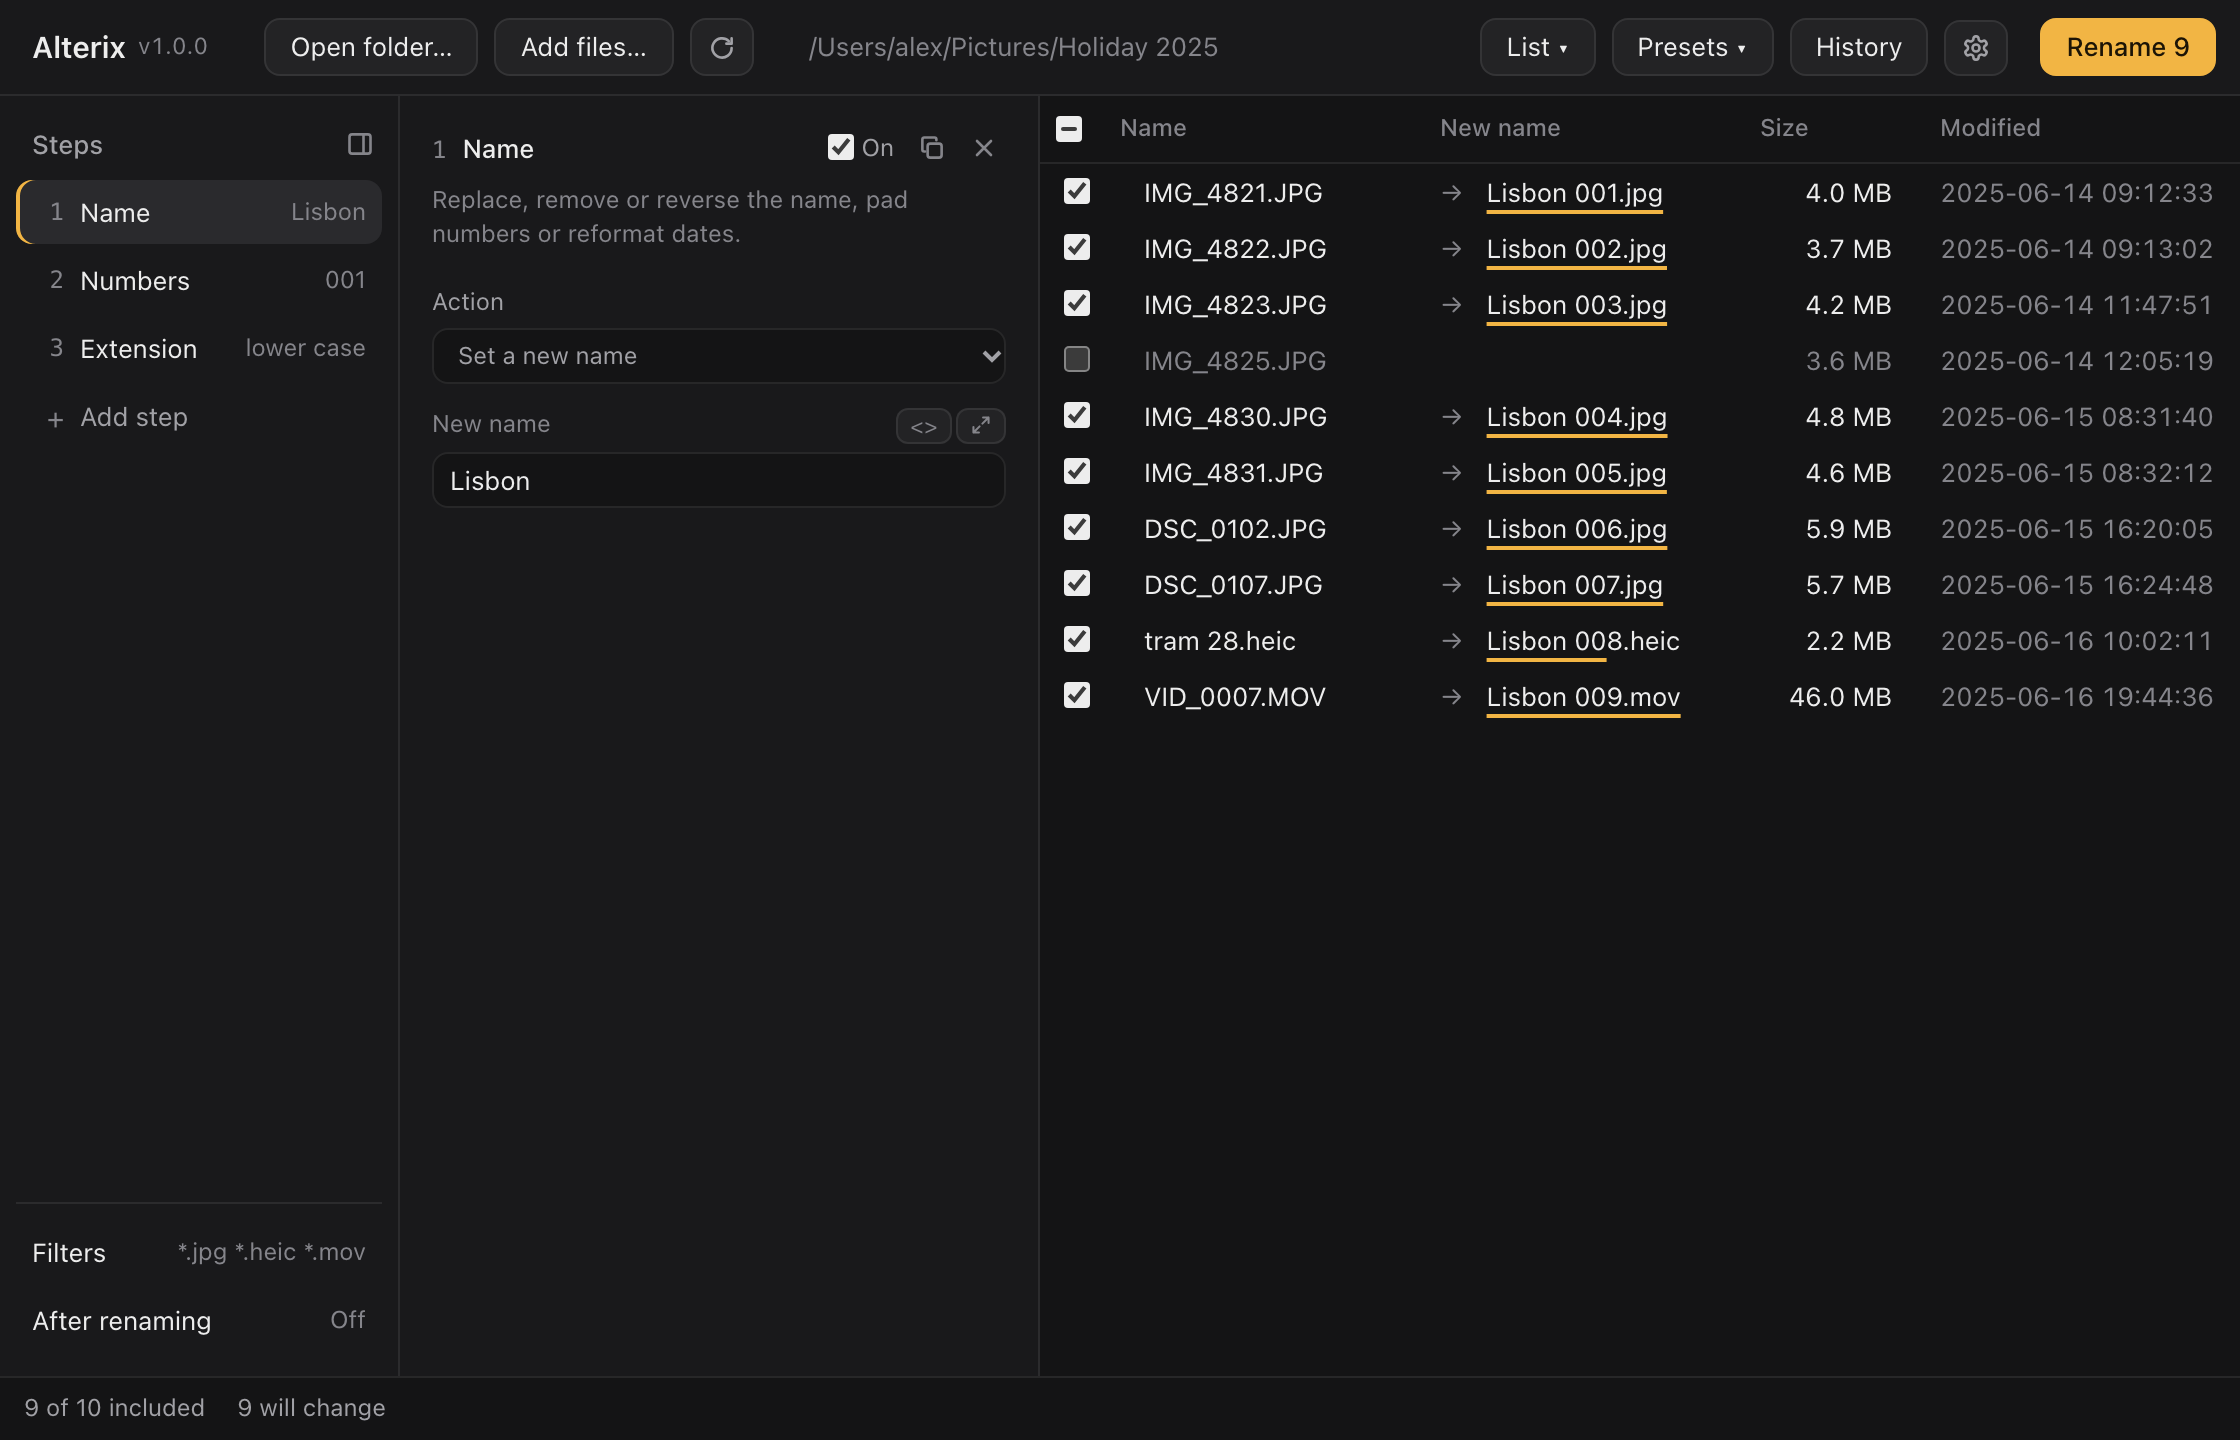 Alterix v1.0.0 Open folder... Add files... /Users/alex/Pictures/Holiday 2025 List ▾ Presets ▾ History Rename 9
Steps
1 Name Lisbon
2 Numbers 001
3 Extension lower case
+ Add step
Filters *.jpg *.heic *.mov
After renaming Off
1 Name On
Replace, remove or reverse the name, pad
numbers or reformat dates.
Action
Set a new name
New name <>
Lisbon
Name New name Size Modified
IMG_4821.JPG → Lisbon 001.jpg 4.0 MB 2025-06-14 09:12:33
IMG_4822.JPG → Lisbon 002.jpg 3.7 MB 2025-06-14 09:13:02
IMG_4823.JPG → Lisbon 003.jpg 4.2 MB 2025-06-14 11:47:51
IMG_4825.JPG 3.6 MB 2025-06-14 12:05:19
IMG_4830.JPG → Lisbon 004.jpg 4.8 MB 2025-06-15 08:31:40
IMG_4831.JPG → Lisbon 005.jpg 4.6 MB 2025-06-15 08:32:12
DSC_0102.JPG → Lisbon 006.jpg 5.9 MB 2025-06-15 16:20:05
DSC_0107.JPG → Lisbon 007.jpg 5.7 MB 2025-06-15 16:24:48
tram 28.heic → Lisbon 008.heic 2.2 MB 2025-06-16 10:02:11
VID_0007.MOV → Lisbon 009.mov 46.0 MB 2025-06-16 19:44:36
9 of 10 included 9 will change